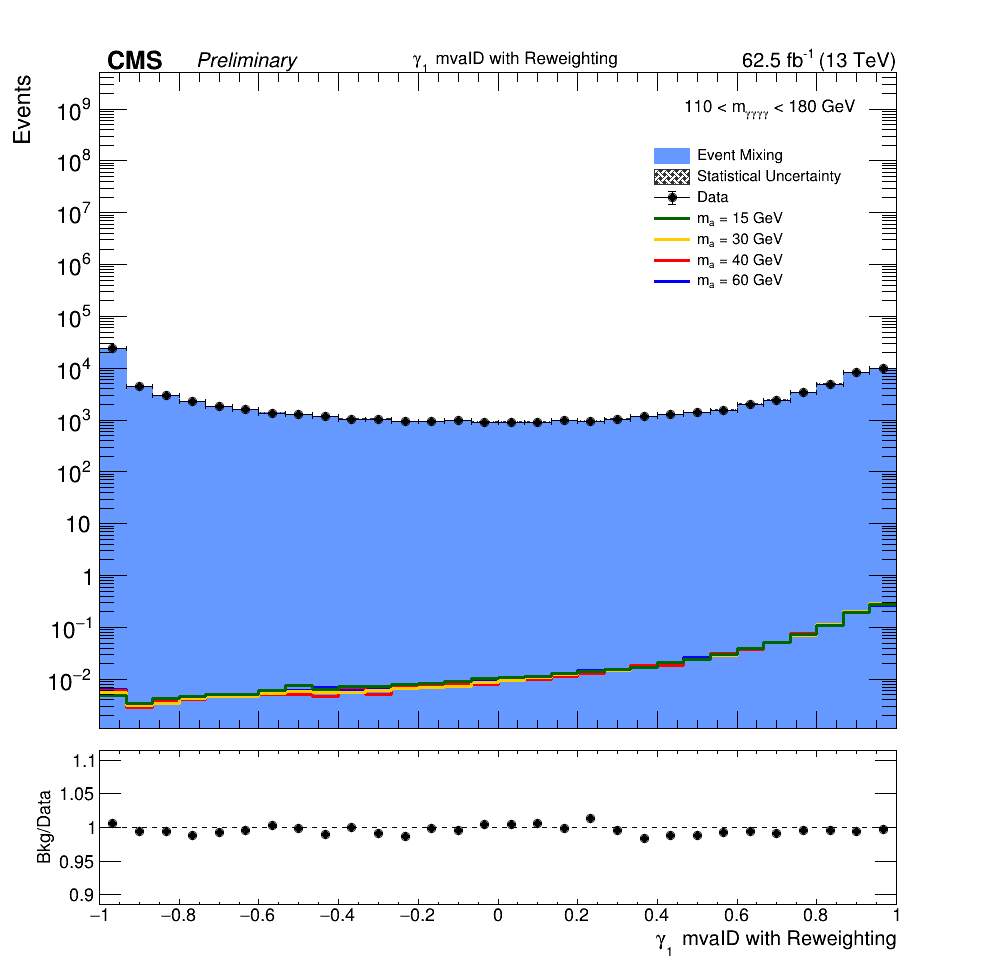 CMS Preliminary γ₁ mvaID with Reweighting 62.5 fb⁻¹ (13 TeV)
Events
110 < mγγγγ < 180 GeV
Event Mixing
Statistical Uncertainty
Data
mₐ = 15 GeV
mₐ = 30 GeV
mₐ = 40 GeV
mₐ = 60 GeV
10⁹
10⁸
10⁷
10⁶
10⁵
10⁴
10³
10²
10
1
10⁻¹
10⁻²
Bkg/Data
1.1
1.05
1
0.95
0.9
−1 −0.8 −0.6 −0.4 −0.2 0 0.2 0.4 0.6 0.8 1
γ₁ mvaID with Reweighting